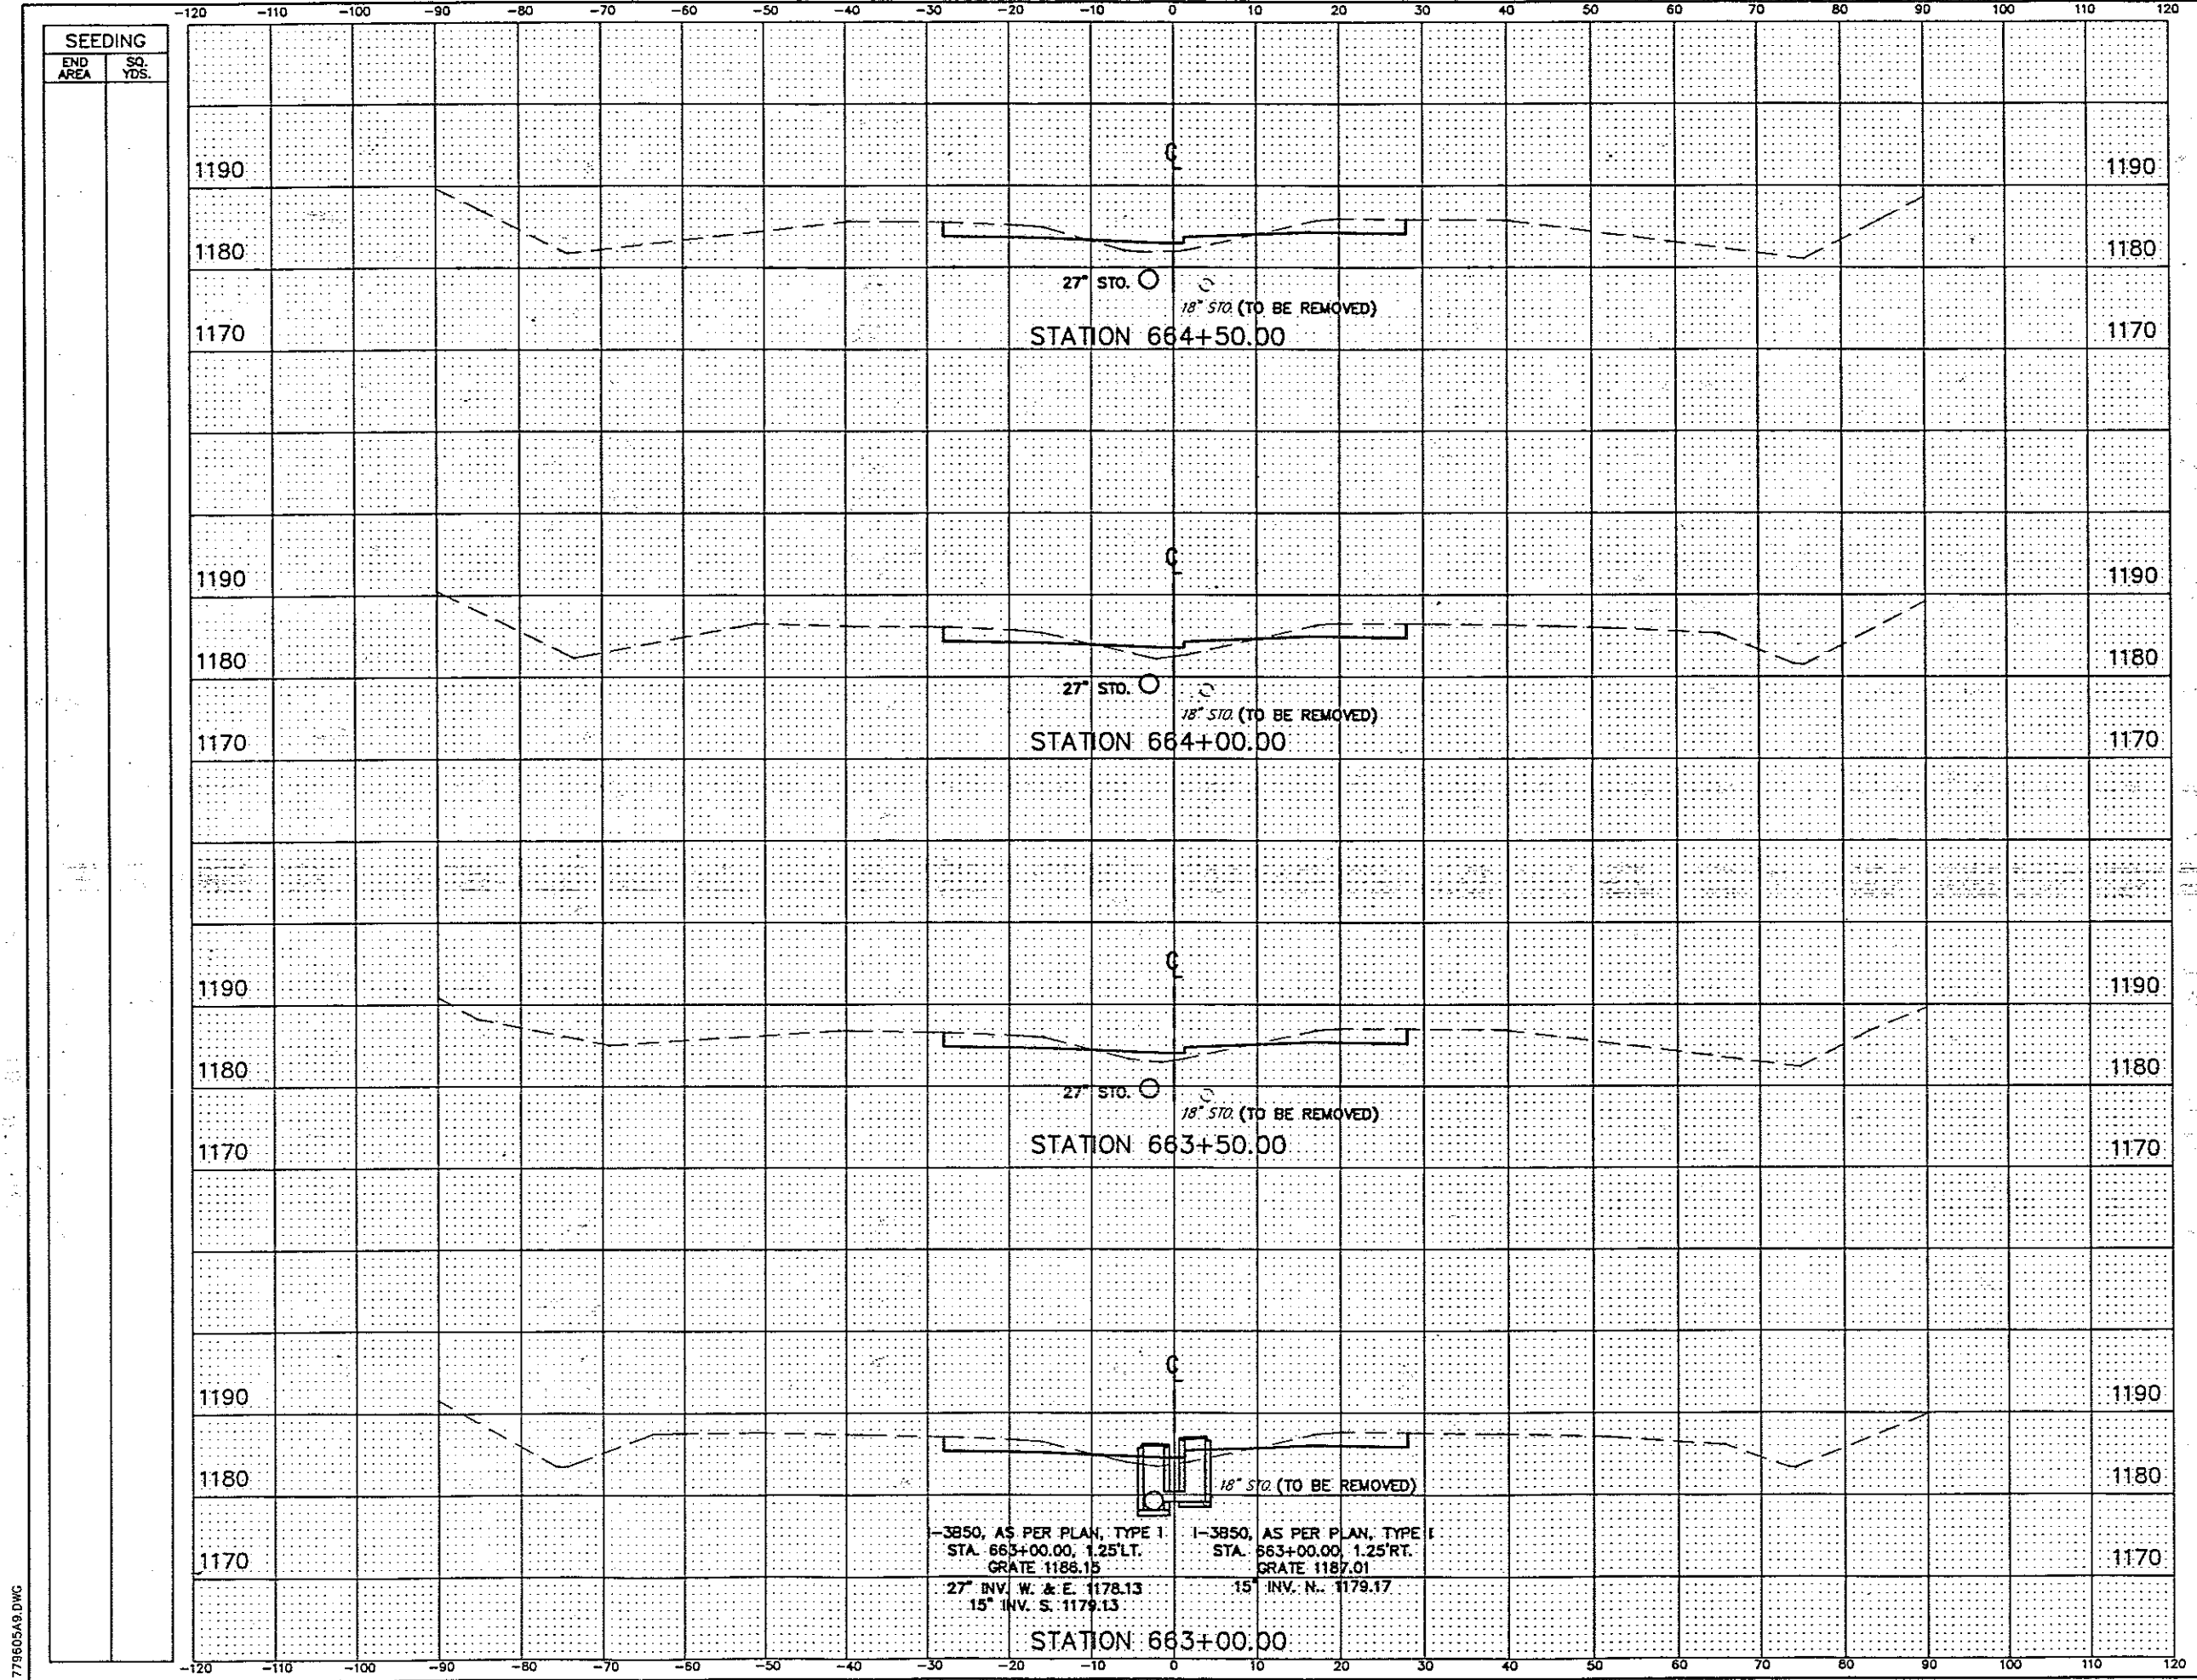 -120 -110 -100 -90 -80 -70 -60 -50 -40 -30 -20 -10 0 10 20 30 40 50 60 70 80 90 100 110 120
SEEDING
END AREA SQ. YDS.
℄
1190 1190
1180 1180
27" STO.
18" STO. (TO BE REMOVED)
1170 1170
STATION 664+50.00
℄
1190 1190
1180 1180
27" STO.
18" STO. (TO BE REMOVED)
1170 1170
STATION 664+00.00
℄
1190 1190
1180 1180
27" STO.
18" STO. (TO BE REMOVED)
1170 1170
STATION 663+50.00
℄
1190 1190
1180 1180
18" STO. (TO BE REMOVED)
I-3850, AS PER PLAN, TYPE 1
STA. 663+00.00, 1.25'LT.
GRATE 1186.15
27" INV. W. & E. 1178.13
15" INV. S. 1179.13
I-3850, AS PER PLAN, TYPE 1
STA. 663+00.00, 1.25'RT.
GRATE 1187.01
15" INV. N.. 1179.17
1170 1170
STATION 663+00.00
-120 -110 -100 -90 -80 -70 -60 -50 -40 -30 -20 -10 0 10 20 30 40 50 60 70 80 90 100 110 120
779605A9.DWG